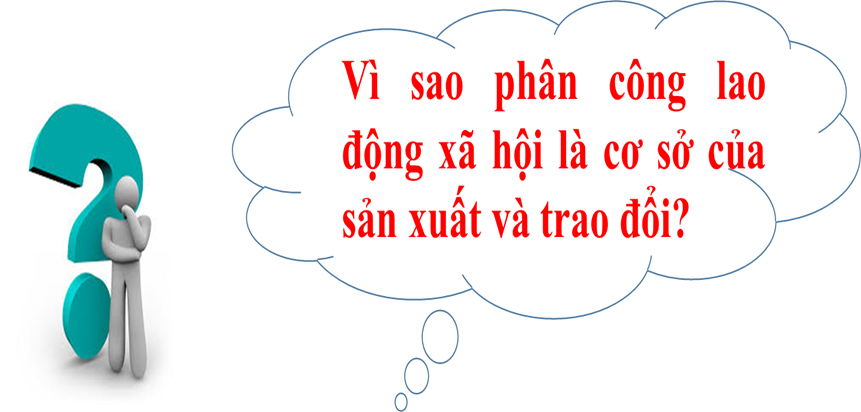 Vì sao phân công lao
động xã hội là cơ sở của
sản xuất và trao đổi?